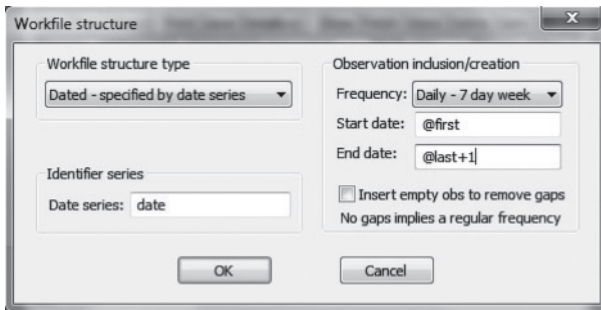 Workfile structure
x
Workfile structure type
Dated - specified by date series
Identifier series
Date series: date
Observation inclusion/creation
Frequency: Daily - 7 day week
Start date: @first
End date: @last+1
Insert empty obs to remove gaps
No gaps implies a regular frequency
OK
Cancel